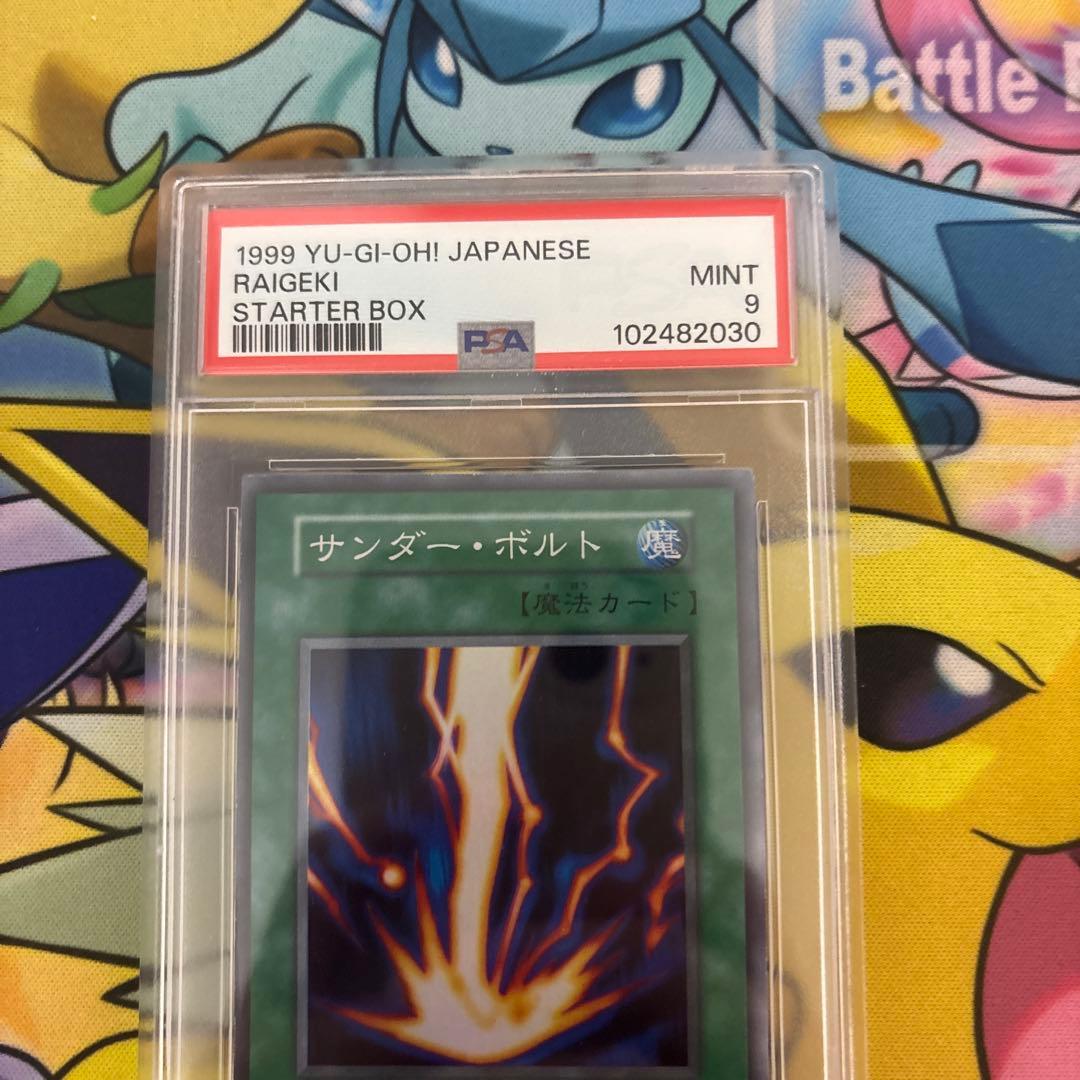 Battle
1999 YU-GI-OH! JAPANESE
RAIGEKI
MINT
STARTER BOX
9
PSA
102482030
サンダー・ボルト
魔
【魔法カード】